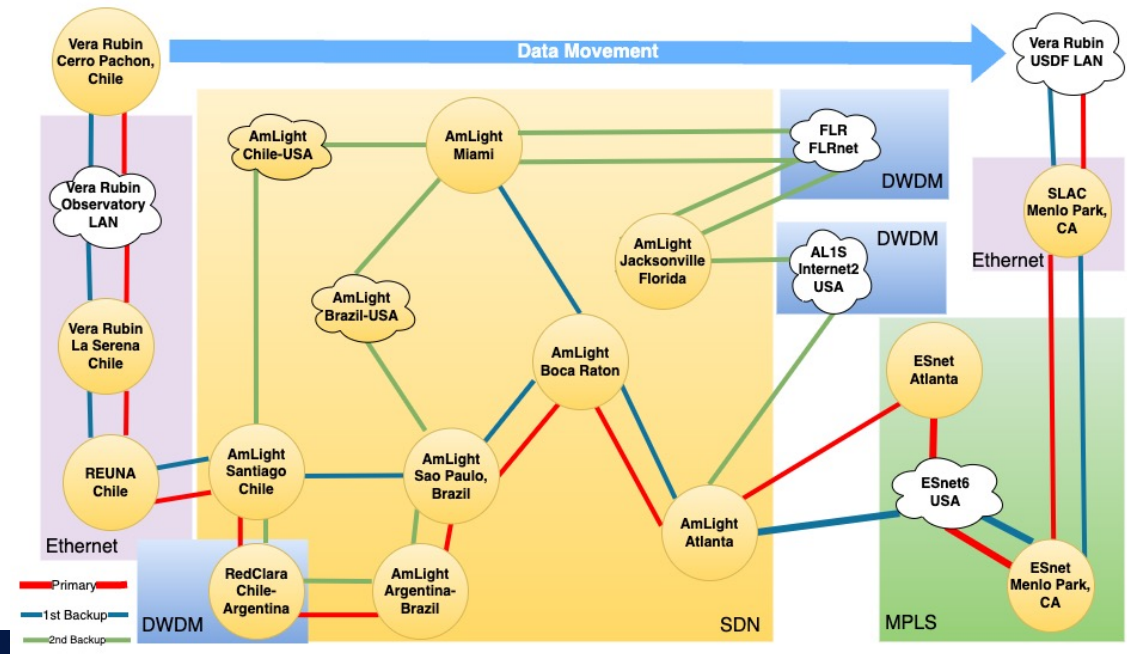 Vera Rubin
Cerro Pachon,
Chile
Data Movement
Vera Rubin
USDF LAN
AmLight
Chile-USA
AmLight
Miami
FLR
FLRnet
DWDM
Vera Rubin
Observatory
LAN
SLAC
Menlo Park,
CA
Ethernet
AmLight
Jacksonville
Florida
AL1S
Internet2
USA
DWDM
AmLight
Brazil-USA
Vera Rubin
La Serena
Chile
AmLight
Boca Raton
ESnet
Atlanta
REUNA
Chile
AmLight
Santiago
Chile
AmLight
Sao Paulo,
Brazil
ESnet6
USA
AmLight
Atlanta
Ethernet
RedClara
Chile-
Argentina
AmLight
Argentina-
Brazil
ESnet
Menlo Park,
CA
DWDM
SDN
MPLS
Primary
1st Backup
2nd Backup